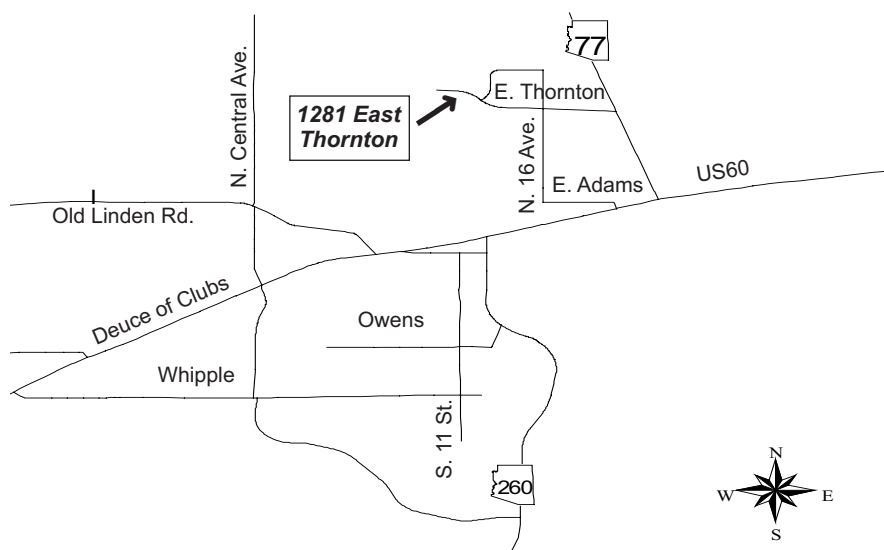 77
N. Central Ave.
1281 East
Thornton
E. Thornton
N. 16 Ave.
E. Adams
US60
Old Linden Rd.
Deuce of Clubs
Owens
Whipple
S. 11 St.
260
N
W
E
S